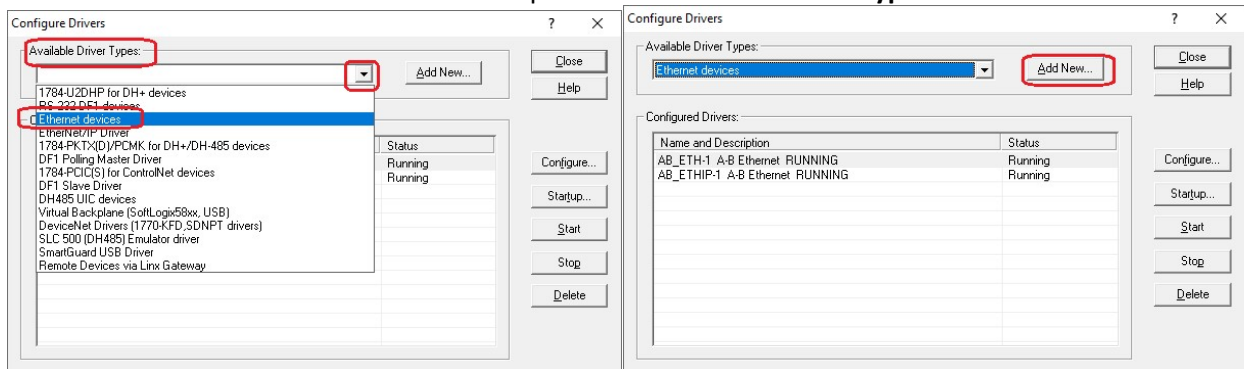 yp
Configure Drivers
? ×
Available Driver Types:
Add New...
Close
Help
1784-U2DHP for DH+ devices
RS-232 DF1 devices
Ethernet devices
EtherNet/IP Driver
1784-PKTX(D)/PCMK for DH+/DH-485 devices
DF1 Polling Master Driver
1784-PCIC(S) for ControlNet devices
DF1 Slave Driver
DH485 UIC devices
Virtual Backplane (SoftLogix58xx, USB)
DeviceNet Drivers (1770-KFD,SDNPT drivers)
SLC 500 (DH485) Emulator driver
SmartGuard USB Driver
Remote Devices via Linx Gateway
Status
Running
Running
Configure...
Startup...
Start
Stop
Delete
Configure Drivers
? ×
Available Driver Types:
Ethernet devices
Add New...
Close
Help
Configured Drivers:
Name and Description Status
AB_ETH-1 A-B Ethernet RUNNING Running
AB_ETHIP-1 A-B Ethernet RUNNING Running
Configure...
Startup...
Start
Stop
Delete